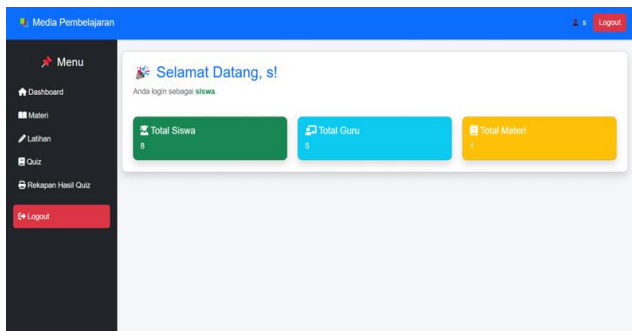 Media Pembelajaran
s Logout
Menu
Dashboard
Materi
Latihan
Quiz
Rekapan Hasil Quiz
Logout
Selamat Datang, s!
Anda login sebagai siswa.
Total Siswa
8
Total Guru
5
Total Materi
1